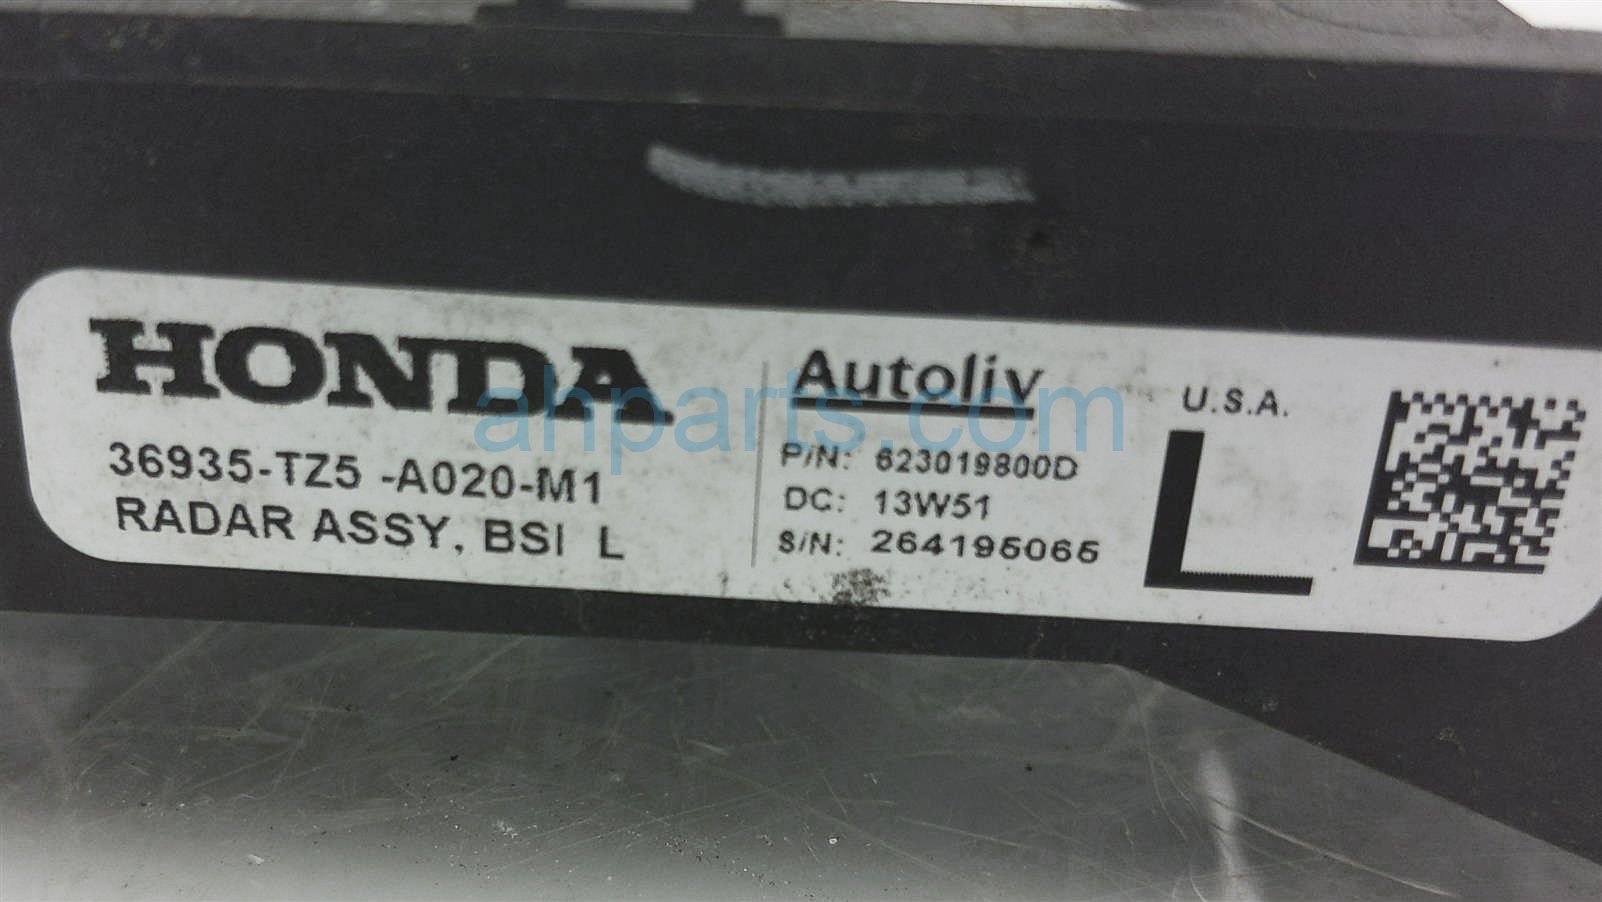 HONDA
36935-TZ5 -A020-M1
RADAR ASSY, BSI L
Autoliv
P/N: 623019800D
DC: 13W51
S/N: 264195065
U.S.A.
L
ahparts.com